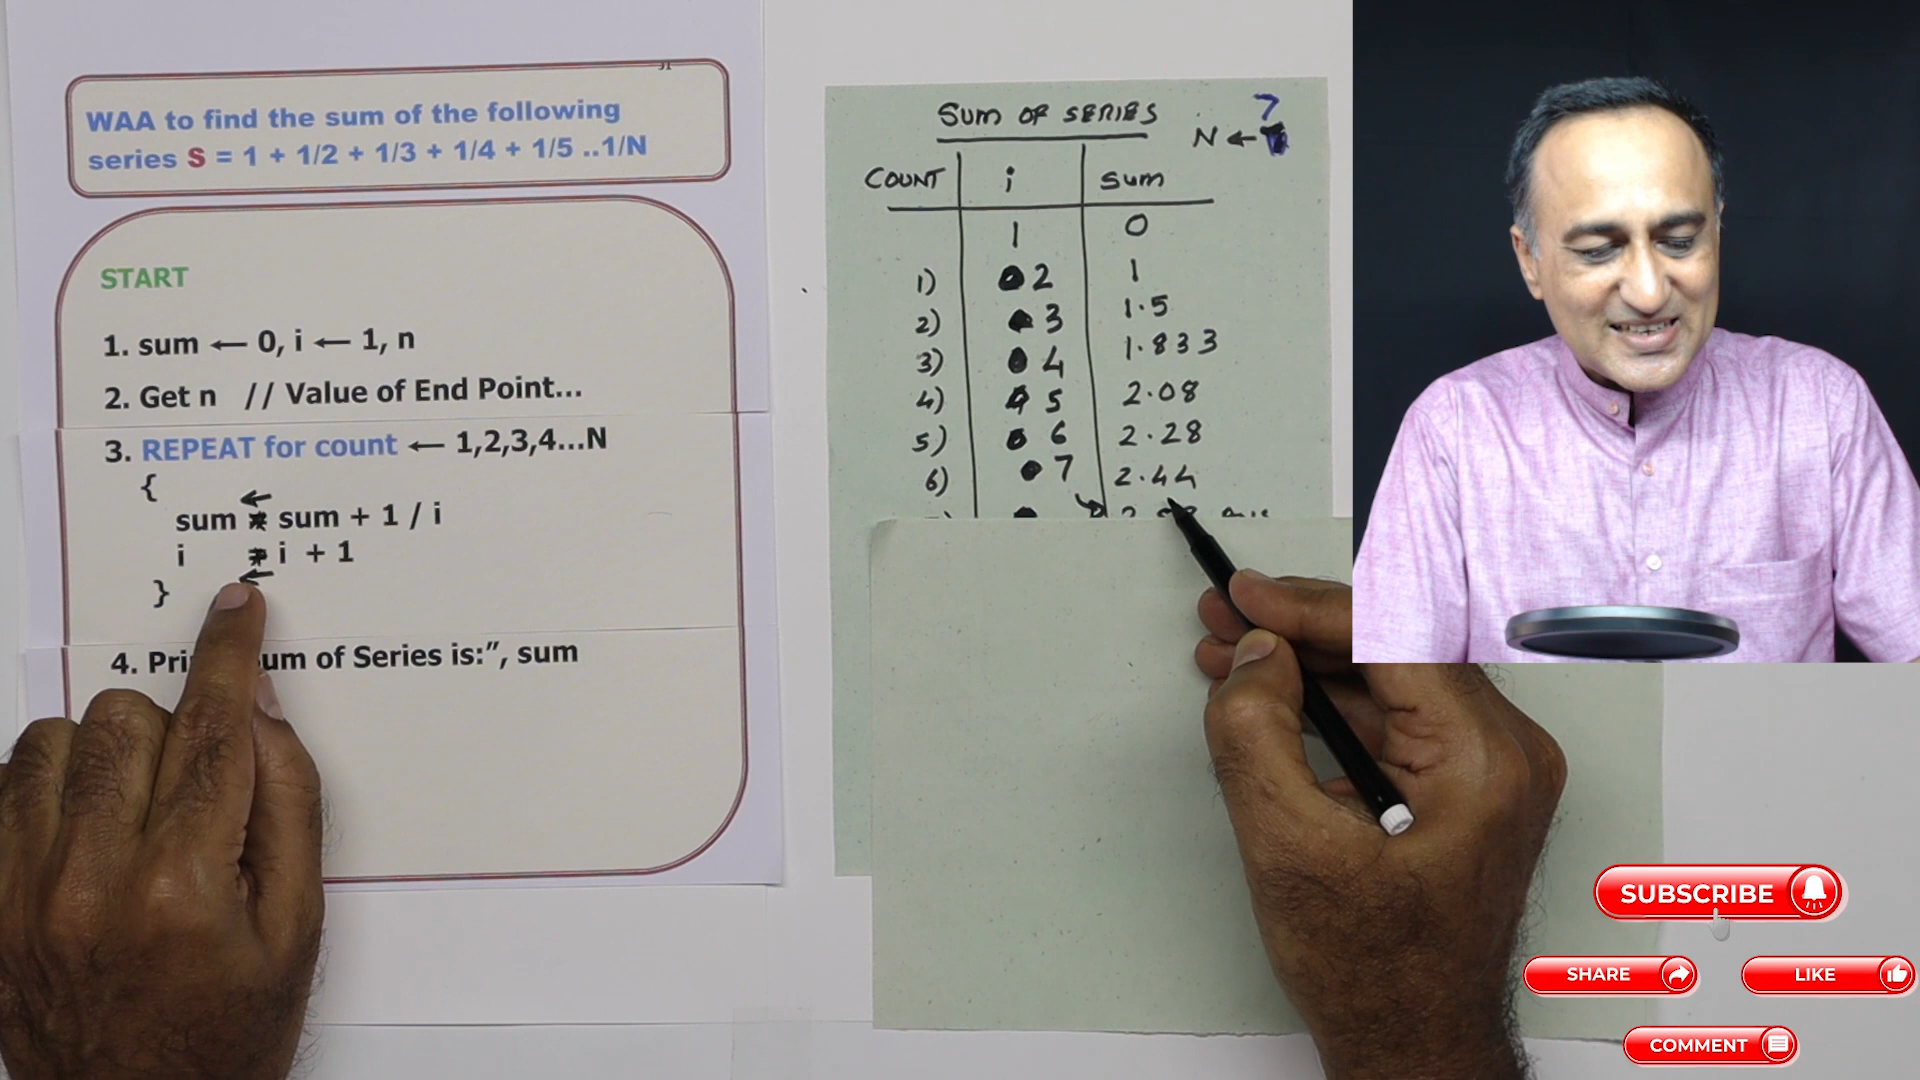 WAA to find the sum of the following
series S = 1 + 1/2 + 1/3 + 1/4 + 1/5 ..1/N
START
1. sum ← 0, i ← 1, n
2. Get n // Value of End Point...
3. REPEAT for count ← 1,2,3,4...N
{
sum ← sum + 1 / i
i ← i + 1
}
4. Sum of Series is:”, sum
SUM OF SERIES
N ← 7
COUNT i sum
1 0
1) 2 1
2) 3 1.5
3) 4 1.833
4) 5 2.08
5) 6 2.28
6) 7 2.44
SUBSCRIBE
SHARE
LIKE
COMMENT